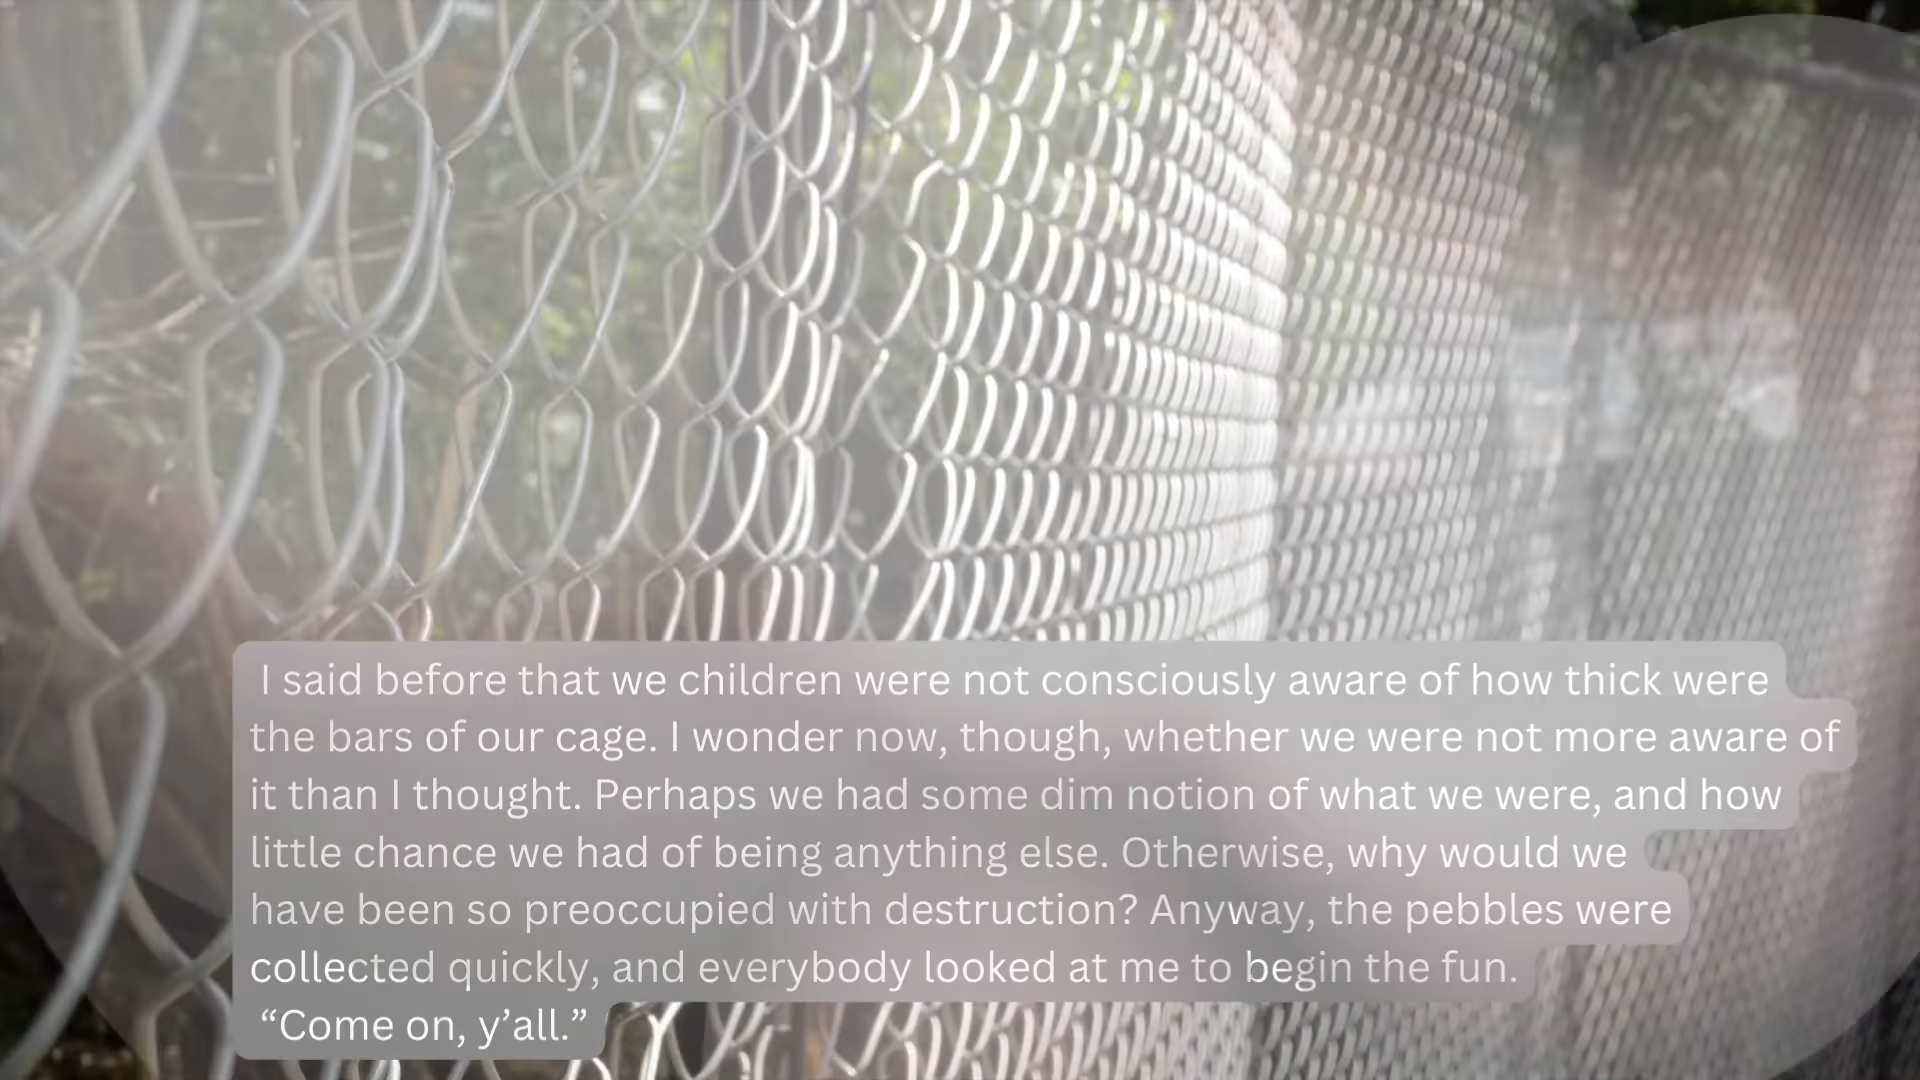 I said before that we children were not consciously aware of how thick were
the bars of our cage. I wonder now, though, whether we were not more aware of
it than I thought. Perhaps we had some dim notion of what we were, and how
little chance we had of being anything else. Otherwise, why would we
have been so preoccupied with destruction? Anyway, the pebbles were
collected quickly, and everybody looked at me to begin the fun.
“Come on, y’all.”